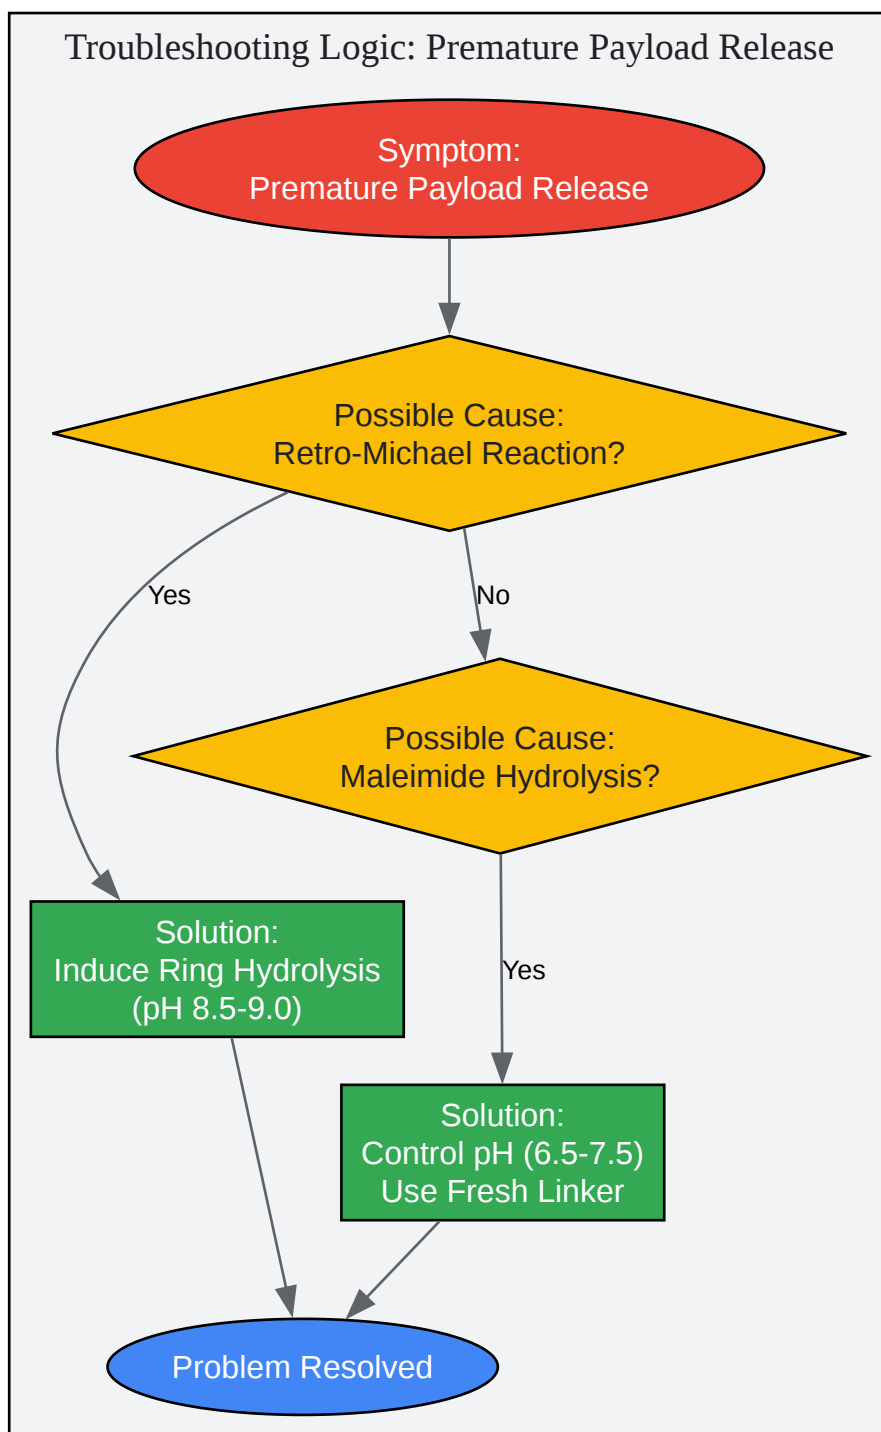 Troubleshooting Logic: Premature Payload Release
Symptom:
Premature Payload Release
Possible Cause:
Retro-Michael Reaction?
Yes
No
Possible Cause:
Maleimide Hydrolysis?
Solution:
Induce Ring Hydrolysis
(pH 8.5-9.0)
Yes
Solution:
Control pH (6.5-7.5)
Use Fresh Linker
Problem Resolved